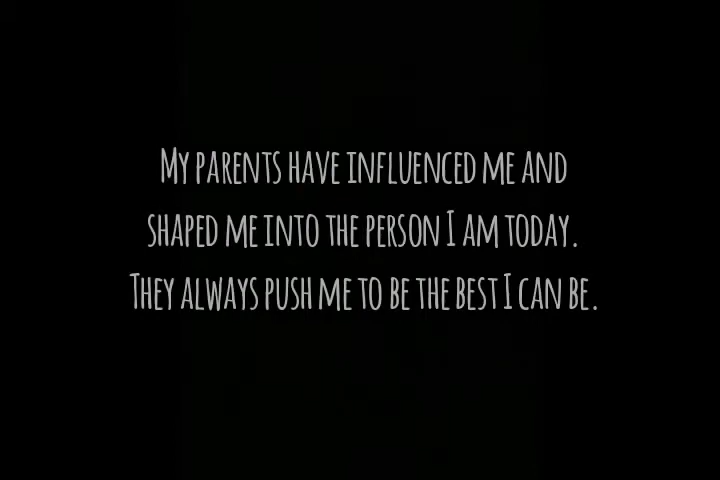 My parents have influenced me and
shaped me into the person I am today.
They always push me to be the best I can be.